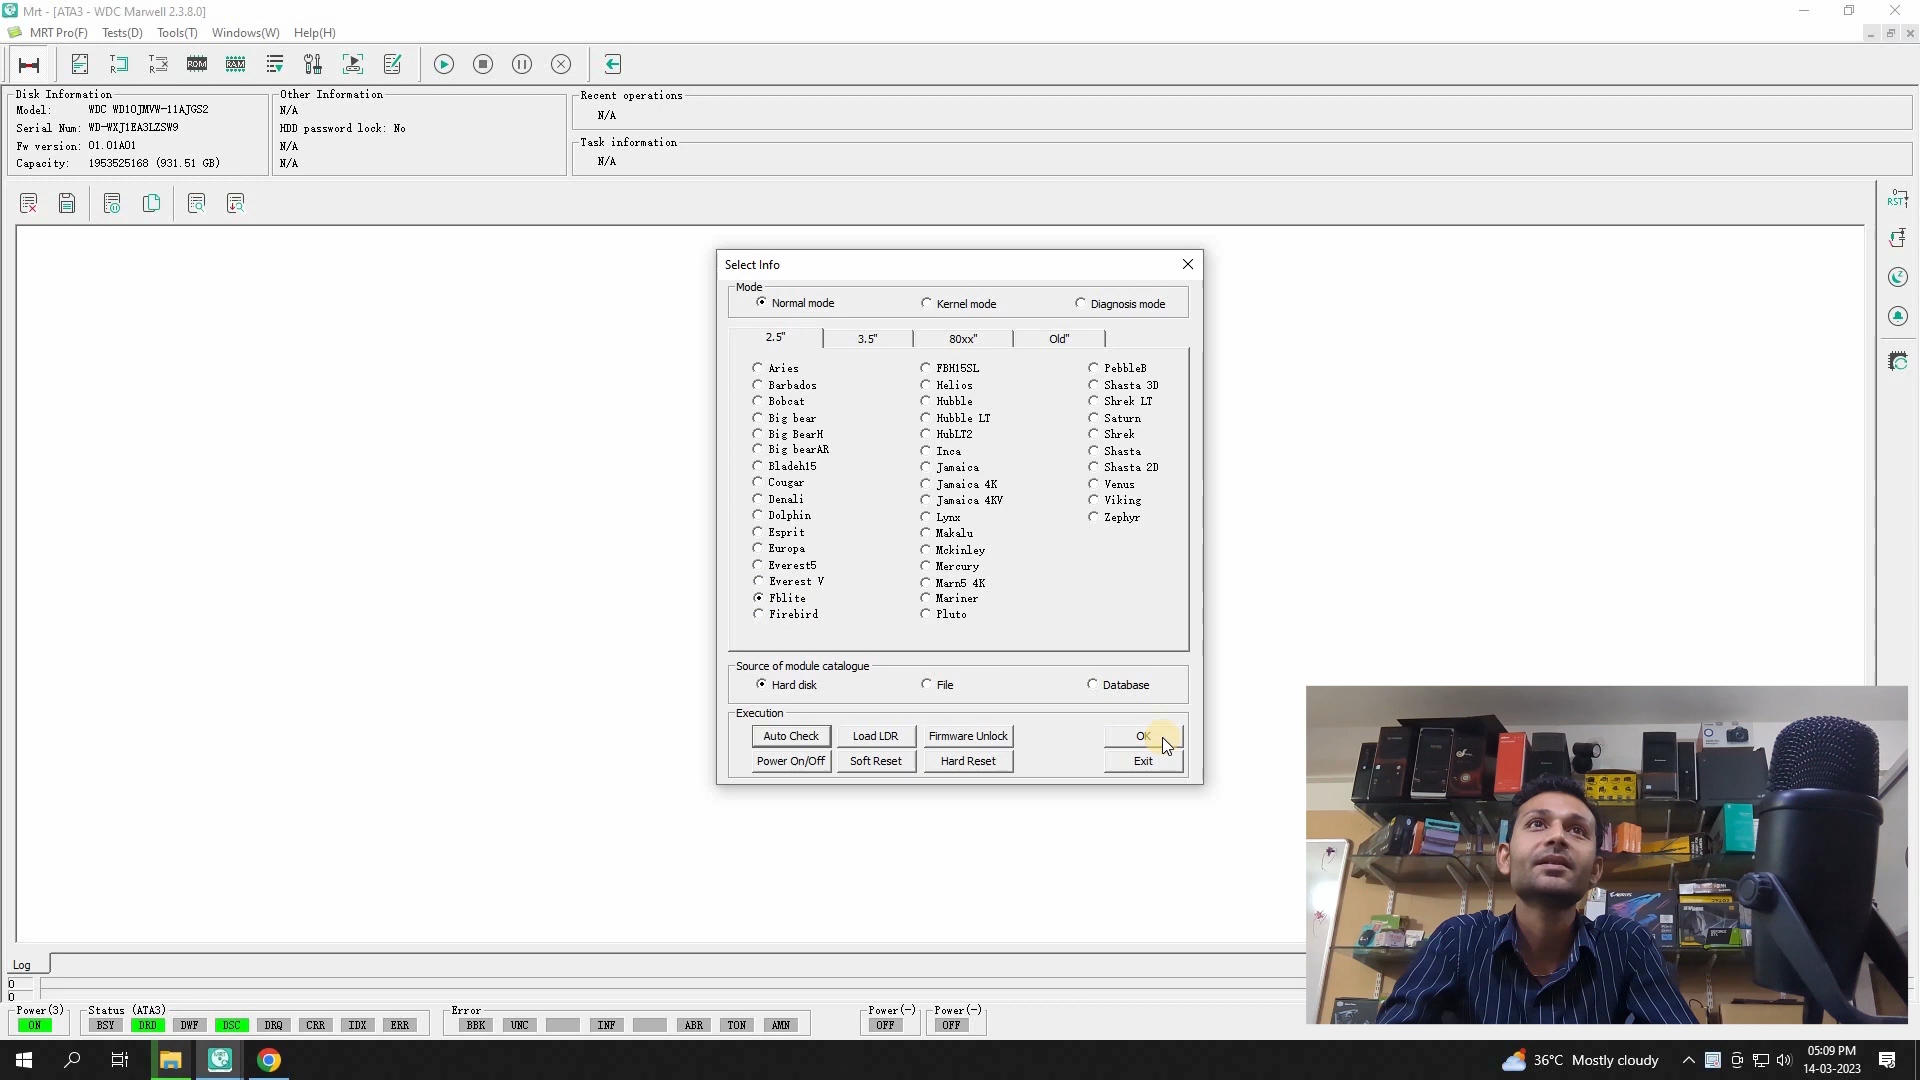 Mrt - [ATA3 - WDC Marwell 2.3.8.0]
MRT Pro(F) Tests(D) Tools(T) Windows(W) Help(H)
ROM RAM
Disk Information
Model: WDC WD10JMVW-11AJGS2
Serial Num: WD-WXJ1EA3LZSW9
Fw version: 01.01A01
Capacity: 1953525168 (931.51 GB)
Other Information
N/A
HDD password lock: No
N/A
N/A
Recent operations
N/A
Task information
N/A
RST
Select Info
Mode
Normal mode Kernel mode Diagnosis mode
2.5" 3.5" 80xx" Old"
Aries FBH15SL PebbleB
Barbados Helios Shasta 3D
Bobcat Hubble Shrek LT
Big bear Hubble LT Saturn
Big BearH HubLT2 Shrek
Big bearAR Inca Shasta
Bladeh15 Jamaica Shasta 2D
Cougar Jamaica 4K Venus
Denali Jamaica 4KV Viking
Dolphin Lynx Zephyr
Esprit Makalu
Europa Mckinley
Everest5 Mercury
Everest V Marn5 4K
Fblite Mariner
Firebird Pluto
Source of module catalogue
Hard disk File Database
Execution
Auto Check Load LDR Firmware Unlock OK
Power On/Off Soft Reset Hard Reset Exit
Log
0
0
Power(3)
ON
Status (ATA3)
BSY DRD DWF DSC DRQ CRR IDX ERR
Error
BBK UNC INF ABR TON AMN
Power(-)
OFF
Power(-)
OFF
36°C Mostly cloudy
05:09 PM
14-03-2023